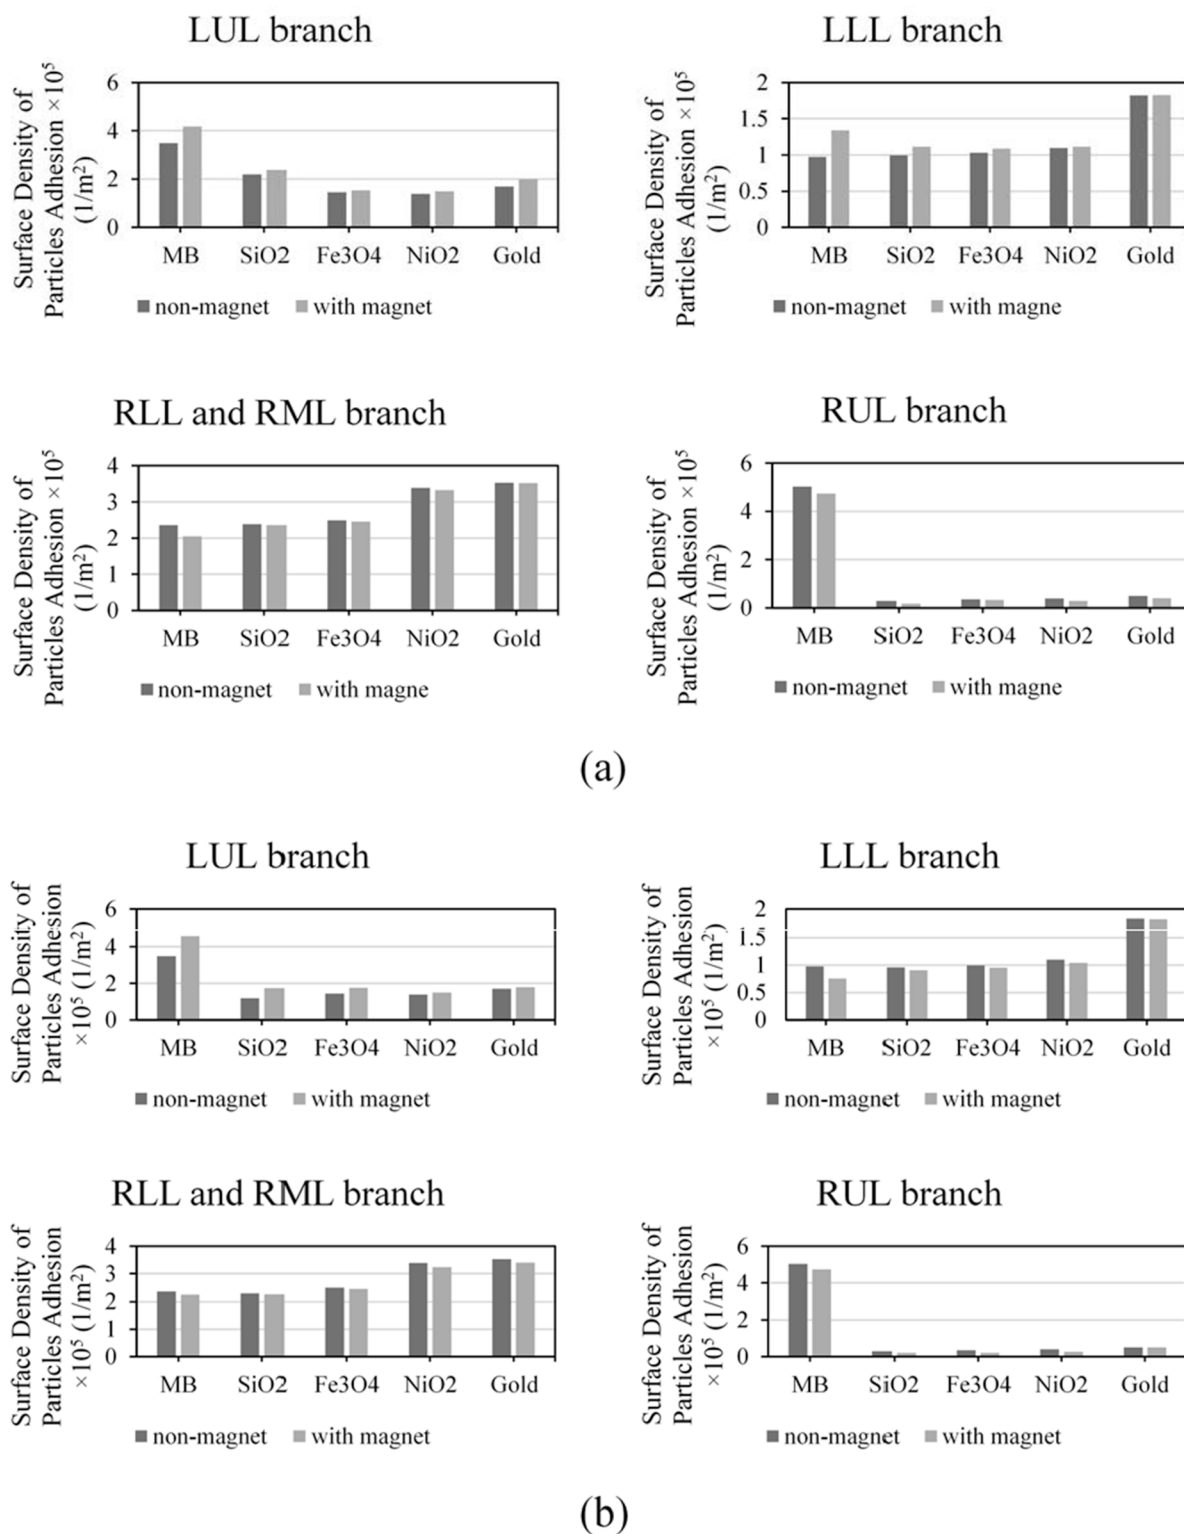 LUL branch
Surface Density of
Particles Adhesion ×10⁵
(1/m²)
6
4
2
0
MB SiO2 Fe3O4 NiO2 Gold
non-magnet with magnet
LLL branch
Surface Density of
Particles Adhesion ×10⁵
(1/m²)
2
1.5
1
0.5
0
MB SiO2 Fe3O4 NiO2 Gold
non-magnet with magne
RLL and RML branch
Surface Density of
Particles Adhesion ×10⁵
(1/m²)
4
3
2
1
0
MB SiO2 Fe3O4 NiO2 Gold
non-magnet with magne
RUL branch
Surface Density of
Particles Adhesion ×10⁵
(1/m²)
6
4
2
0
MB SiO2 Fe3O4 NiO2 Gold
non-magnet with magne
(a)
LUL branch
Surface Density of
Particles Adhesion
×10⁵ (1/m²)
6
4
2
0
MB SiO2 Fe3O4 NiO2 Gold
non-magnet with magnet
LLL branch
Surface Density of
Particles Adhesion
×10⁵ (1/m²)
2
1.5
1
0.5
0
MB SiO2 Fe3O4 NiO2 Gold
non-magnet with magnet
RLL and RML branch
Surface Density of
Particles Adhesion
×10⁵ (1/m²)
4
3
2
1
0
MB SiO2 Fe3O4 NiO2 Gold
non-magnet with magnet
RUL branch
Surface Density of
Particles Adhesion
×10⁵ (1/m²)
6
4
2
0
MB SiO2 Fe3O4 NiO2 Gold
non-magnet with magnet
(b)